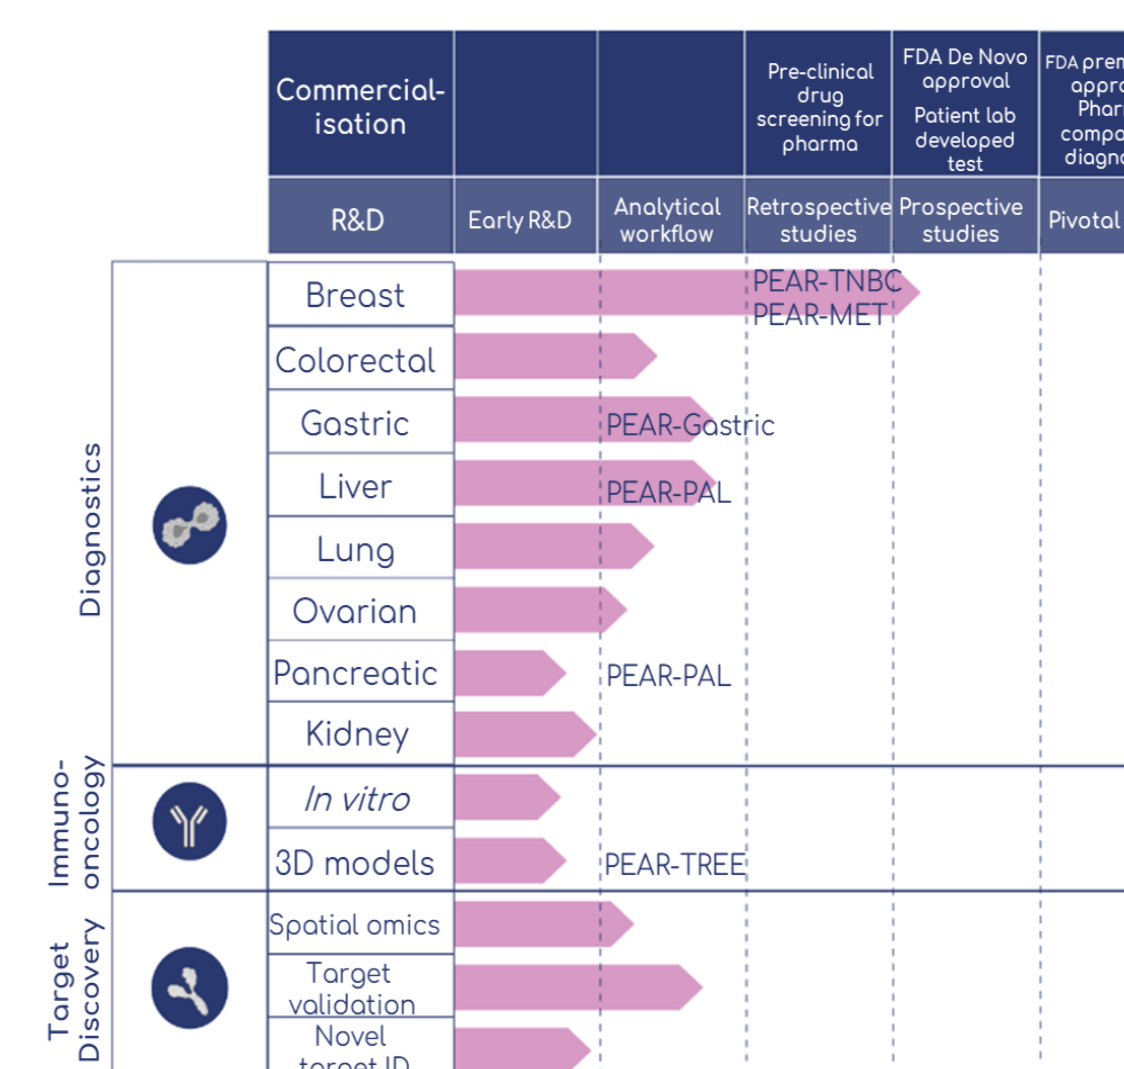 Commercial-
isation
Pre-clinical
drug
screening for
pharma
FDA De Novo
approval
Patient lab
developed
test
FDA
R&D
Early R&D
Analytical
workflow
Retrospective
studies
Prospective
studies
Pivotal
Diagnostics
Breast
PEAR-TNBC
PEAR-MET
Colorectal
Gastric
PEAR-Gastric
Liver
PEAR-PAL
Lung
Ovarian
Pancreatic
PEAR-PAL
Kidney
Immuno-
oncology
In vitro
3D models
PEAR-TREE
Target
Discovery
Spatial omics
Target
validation
Novel
target ID